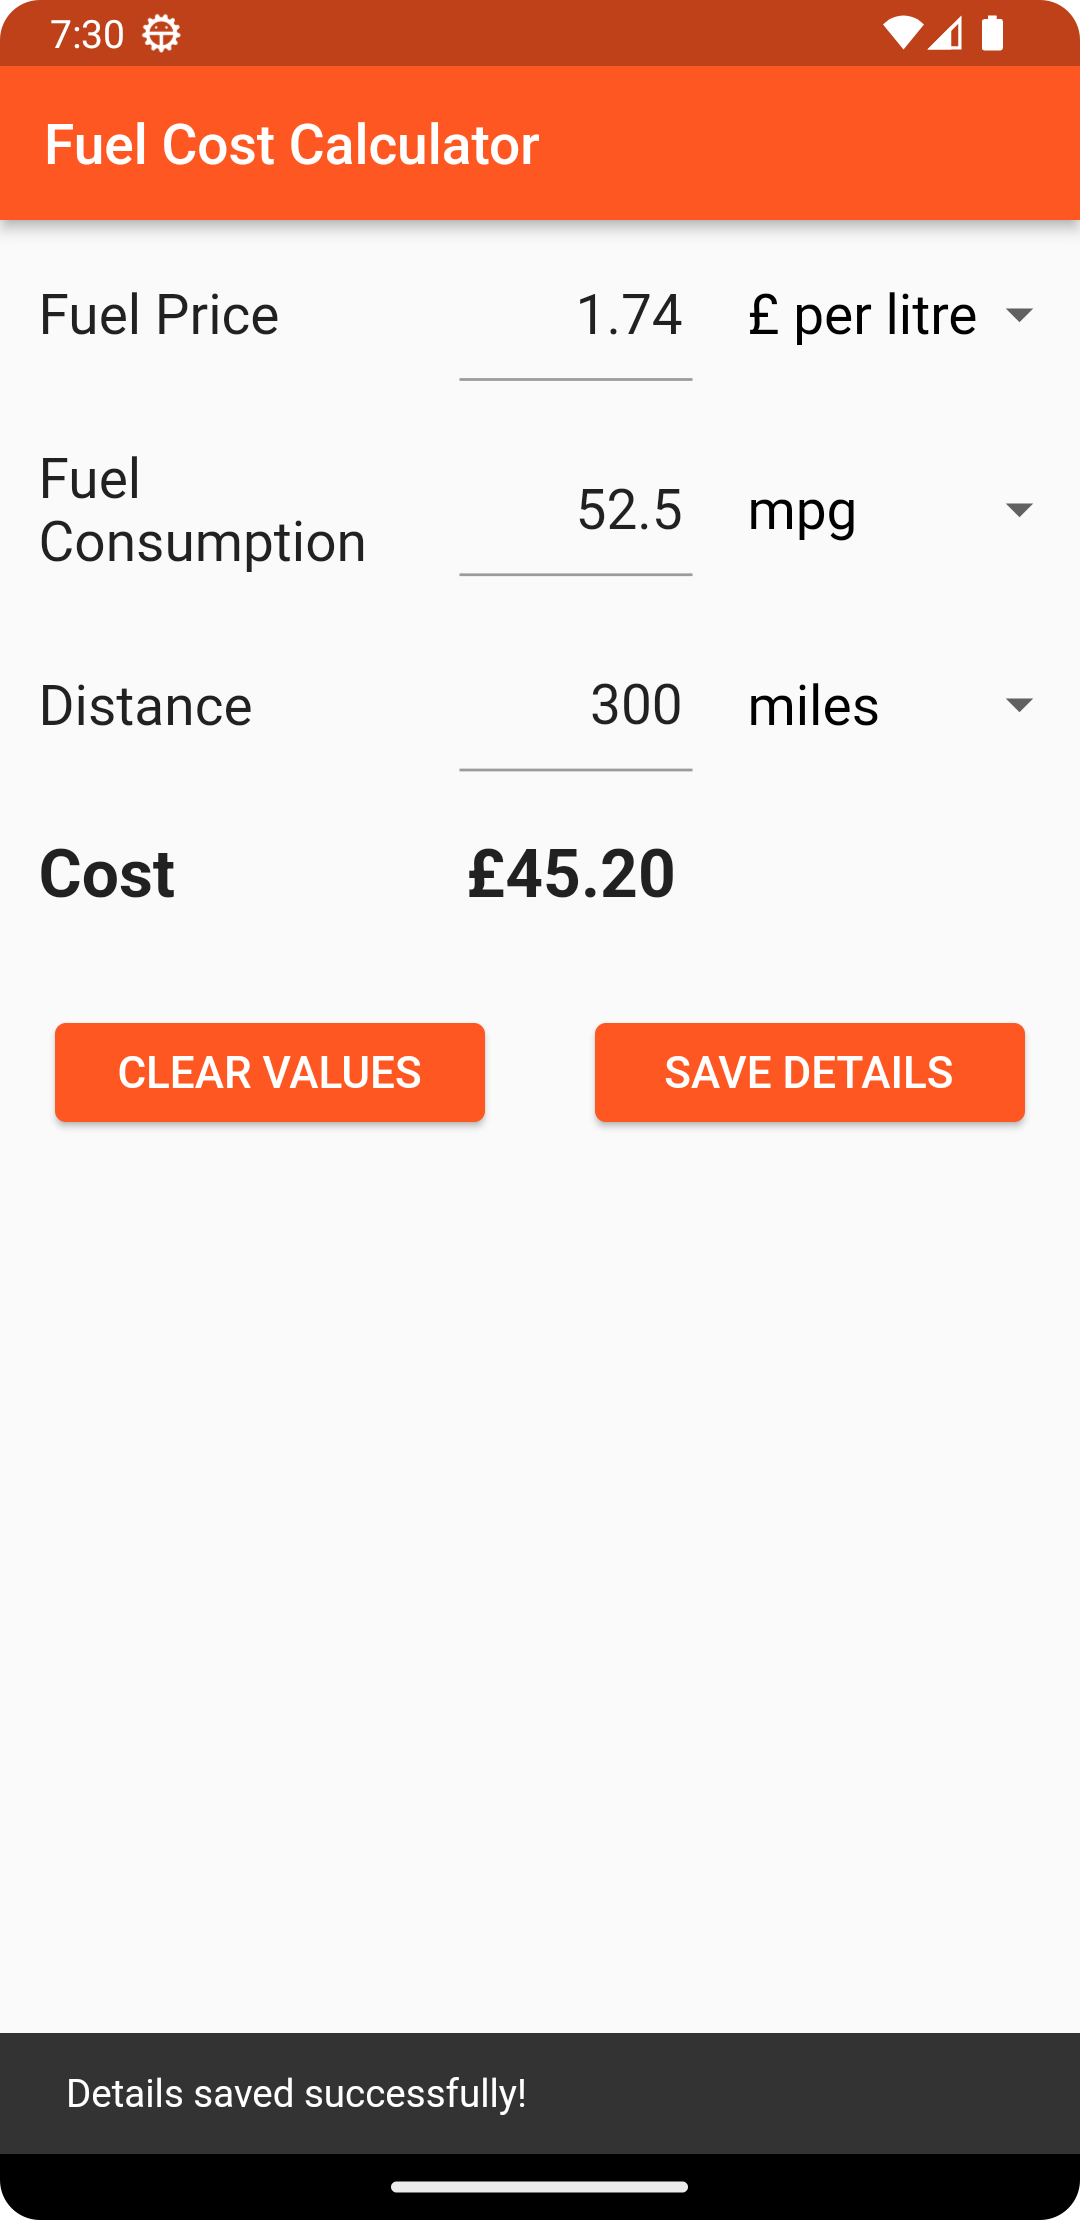 7:30
Fuel Cost Calculator
Fuel Price 1.74 £ per litre
Fuel
Consumption 52.5 mpg
Distance 300 miles
Cost £45.20
CLEAR VALUES SAVE DETAILS
Details saved successfully!